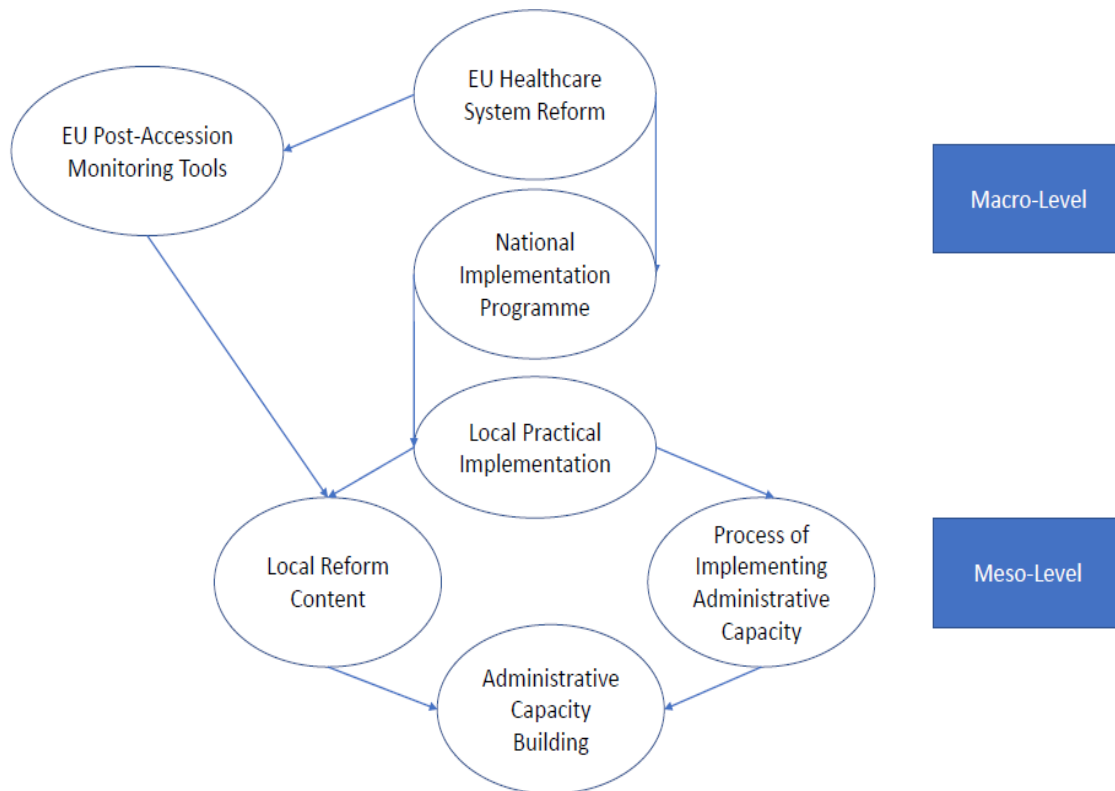 EU Healthcare
System Reform
EU Post-Accession
Monitoring Tools
Macro-Level
National
Implementation
Programme
Local Practical
Implementation
Local Reform
Content
Process of
Implementing
Administrative
Capacity
Meso-Level
Administrative
Capacity
Building